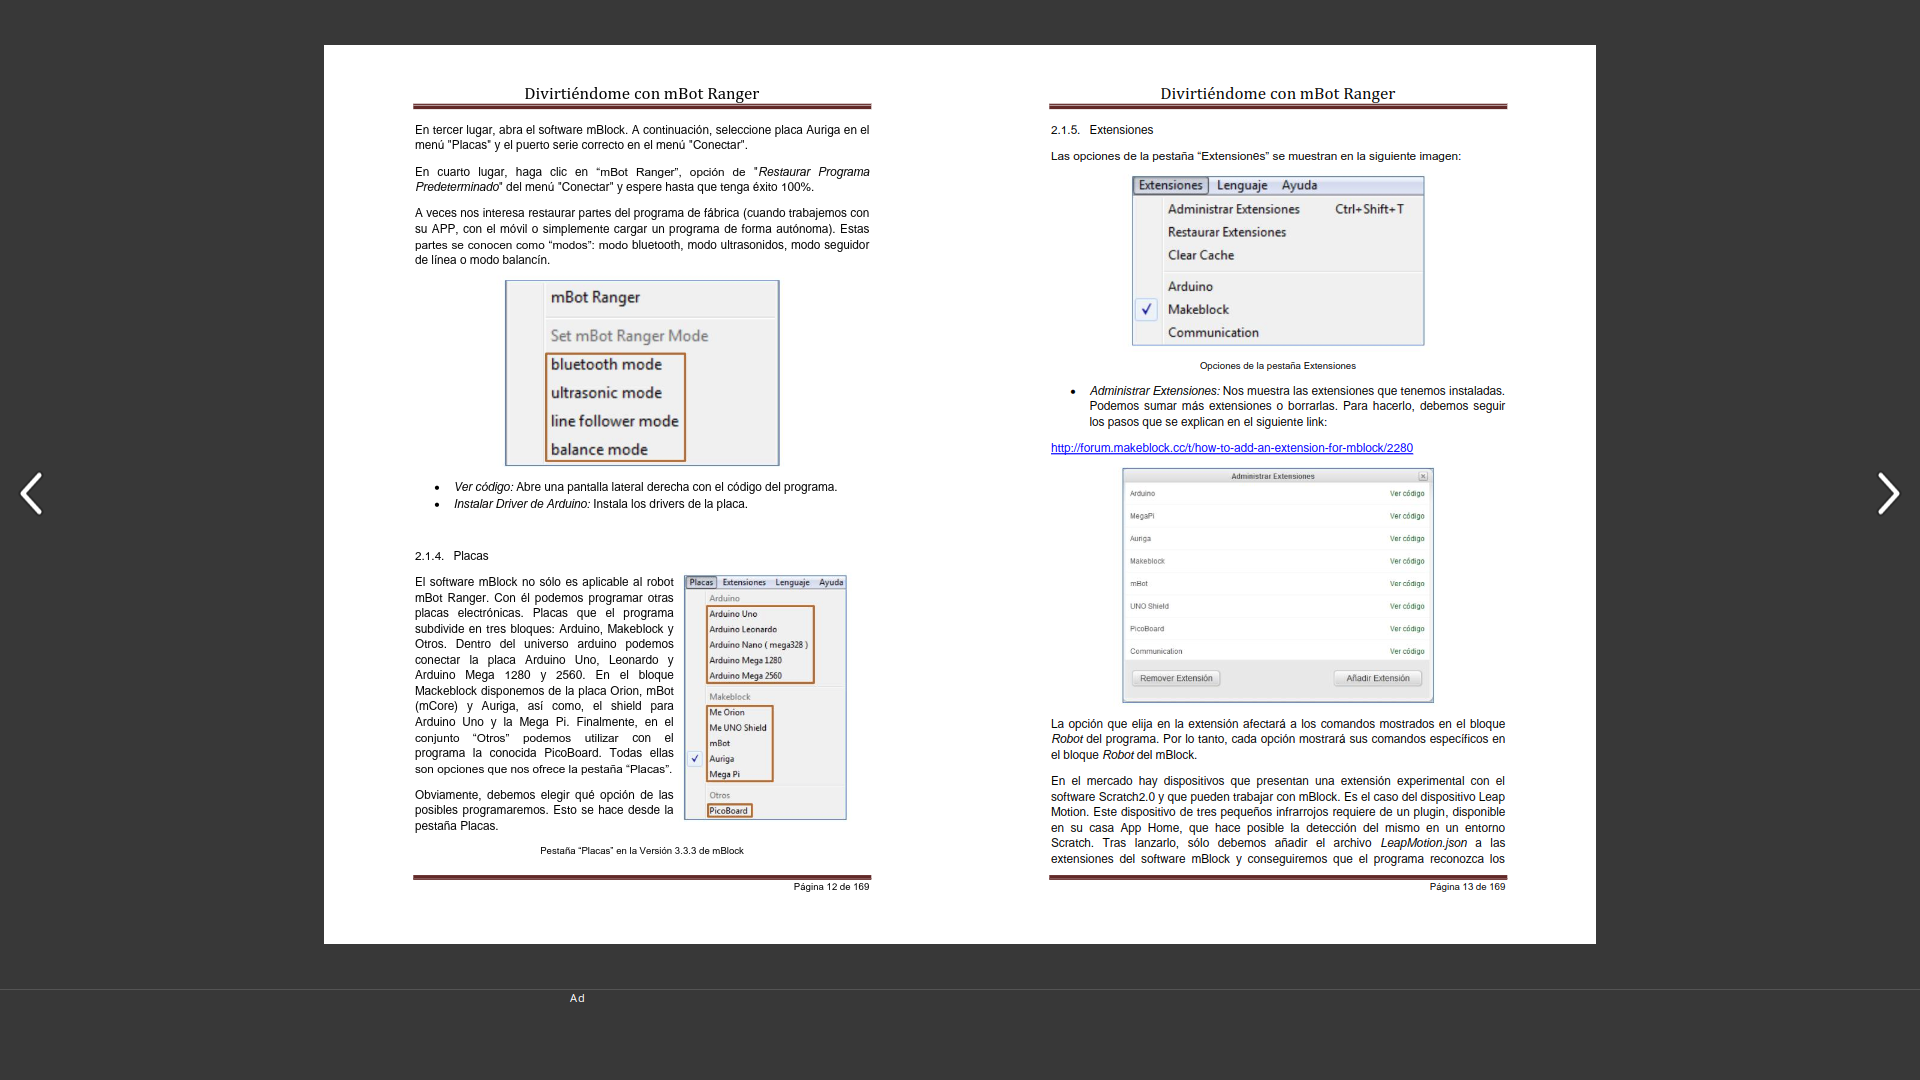 Divirtiéndome con mBot Ranger
En tercer lugar, abra el software mBlock. A continuación, seleccione placa Auriga en el
menú "Placas" y el puerto serie correcto en el menú "Conectar".
En cuarto lugar, haga clic en “mBot Ranger”, opción de "Restaurar Programa
Predeterminado" del menú "Conectar" y espere hasta que tenga éxito 100%.
A veces nos interesa restaurar partes del programa de fábrica (cuando trabajemos con
su APP, con el móvil o simplemente cargar un programa de forma autónoma). Estas
partes se conocen como “modos”: modo bluetooth, modo ultrasonidos, modo seguidor
de línea o modo balancín.
mBot Ranger
Set mBot Ranger Mode
bluetooth mode
ultrasonic mode
line follower mode
balance mode
• Ver código: Abre una pantalla lateral derecha con el código del programa.
• Instalar Driver de Arduino: Instala los drivers de la placa.
2.1.4. Placas
El software mBlock no sólo es aplicable al robot
mBot Ranger. Con él podemos programar otras
placas electrónicas. Placas que el programa
subdivide en tres bloques: Arduino, Makeblock y
Otros. Dentro del universo arduino podemos
conectar la placa Arduino Uno, Leonardo y
Arduino Mega 1280 y 2560. En el bloque
Mackeblock disponemos de la placa Orion, mBot
(mCore) y Auriga, así como, el shield para
Arduino Uno y la Mega Pi. Finalmente, en el
conjunto “Otros” podemos utilizar con el
programa la conocida PicoBoard. Todas ellas
son opciones que nos ofrece la pestaña “Placas”.
Obviamente, debemos elegir qué opción de las
posibles programaremos. Esto se hace desde la
pestaña Placas.
Placas Extensiones Lenguaje Ayuda
Arduino
Arduino Uno
Arduino Leonardo
Arduino Nano ( mega328 )
Arduino Mega 1280
Arduino Mega 2560
Makeblock
Me Orion
Me UNO Shield
mBot
Auriga
Mega Pi
Otros
PicoBoard
Pestaña “Placas” en la Versión 3.3.3 de mBlock
Página 12 de 169
Divirtiéndome con mBot Ranger
2.1.5. Extensiones
Las opciones de la pestaña “Extensiones” se muestran en la siguiente imagen:
Extensiones Lenguaje Ayuda
Administrar Extensiones Ctrl+Shift+T
Restaurar Extensiones
Clear Cache
Arduino
Makeblock
Communication
Opciones de la pestaña Extensiones
• Administrar Extensiones: Nos muestra las extensiones que tenemos instaladas.
Podemos sumar más extensiones o borrarlas. Para hacerlo, debemos seguir
los pasos que se explican en el siguiente link:
http://forum.makeblock.cc/t/how-to-add-an-extension-for-mblock/2280
Administrar Extensiones
Arduino Ver código
MegaPi Ver código
Auriga Ver código
Makeblock Ver código
mBot Ver código
UNO Shield Ver código
PicoBoard Ver código
Communication Ver código
Remover Extensión Añadir Extensión
La opción que elija en la extensión afectará a los comandos mostrados en el bloque
Robot del programa. Por lo tanto, cada opción mostrará sus comandos específicos en
el bloque Robot del mBlock.
En el mercado hay dispositivos que presentan una extensión experimental con el
software Scratch2.0 y que pueden trabajar con mBlock. Es el caso del dispositivo Leap
Motion. Este dispositivo de tres pequeños infrarrojos requiere de un plugin, disponible
en su casa App Home, que hace posible la detección del mismo en un entorno
Scratch. Tras lanzarlo, sólo debemos añadir el archivo LeapMotion.json a las
extensiones del software mBlock y conseguiremos que el programa reconozca los
Página 13 de 169
Ad